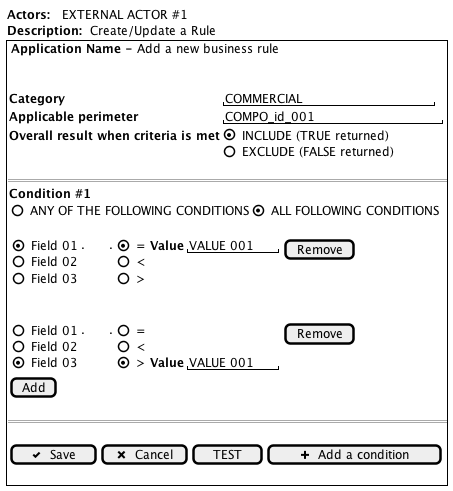 Actors: EXTERNAL ACTOR #1
Description: Create/Update a Rule
Application Name – Add a new business rule
Category COMMERCIAL
Applicable perimeter COMPO_id_001
Overall result when criteria is met INCLUDE (TRUE returned)
EXCLUDE (FALSE returned)
Condition #1
ANY OF THE FOLLOWING CONDITIONS ALL FOLLOWING CONDITIONS
Field 01 . . = Value VALUE 001 Remove
Field 02 <
Field 03 >
Field 01 . . = Remove
Field 02 <
Field 03 > Value VALUE 001
Add
Save Cancel TEST + Add a condition